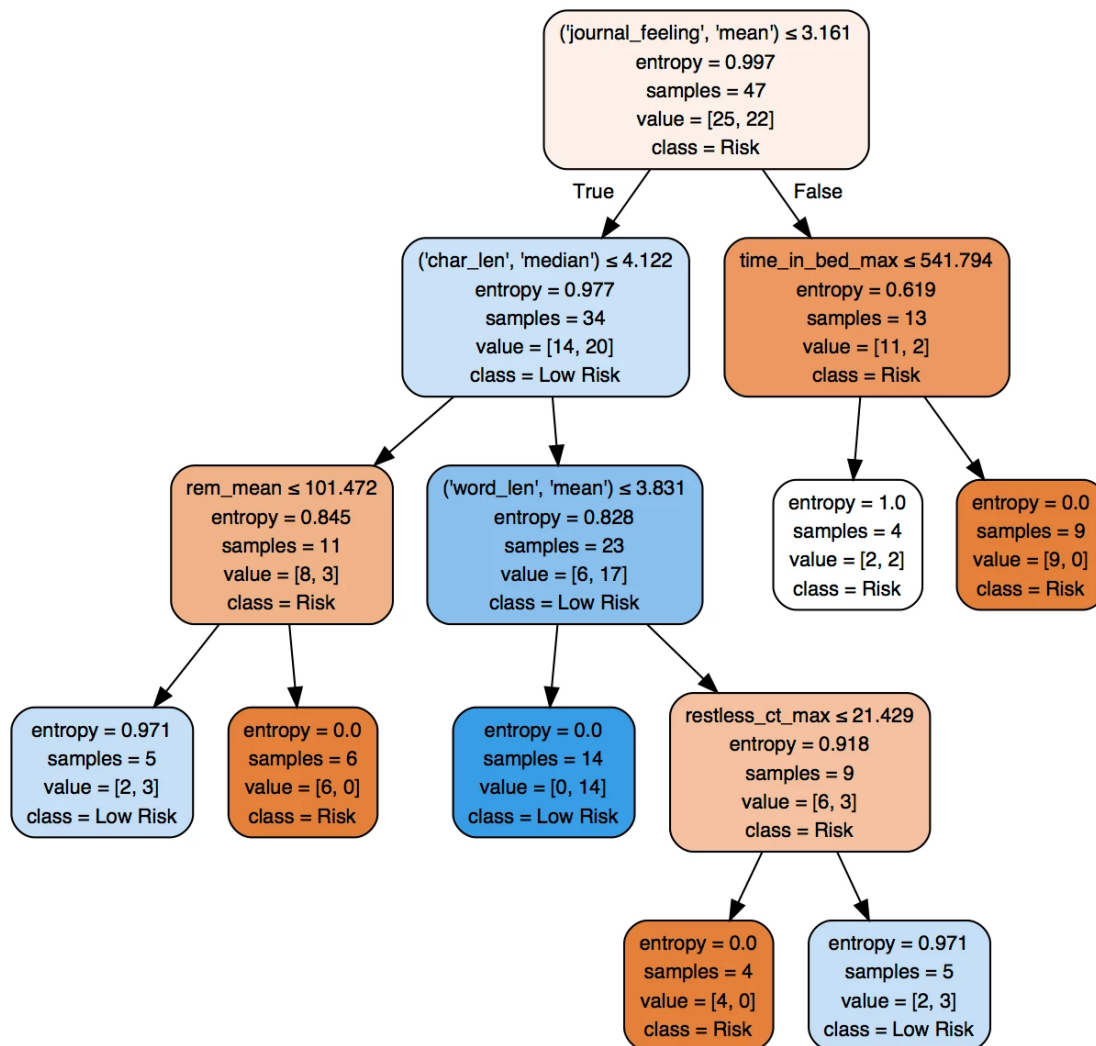 ('journal_feeling', 'mean') ≤ 3.161
entropy = 0.997
samples = 47
value = [25, 22]
class = Risk
True
False
('char_len', 'median') ≤ 4.122
entropy = 0.977
samples = 34
value = [14, 20]
class = Low Risk
time_in_bed_max ≤ 541.794
entropy = 0.619
samples = 13
value = [11, 2]
class = Risk
rem_mean ≤ 101.472
entropy = 0.845
samples = 11
value = [8, 3]
class = Risk
('word_len', 'mean') ≤ 3.831
entropy = 0.828
samples = 23
value = [6, 17]
class = Low Risk
entropy = 1.0
samples = 4
value = [2, 2]
class = Risk
entropy = 0.0
samples = 9
value = [9, 0]
class = Risk
entropy = 0.971
samples = 5
value = [2, 3]
class = Low Risk
entropy = 0.0
samples = 6
value = [6, 0]
class = Risk
entropy = 0.0
samples = 14
value = [0, 14]
class = Low Risk
restless_ct_max ≤ 21.429
entropy = 0.918
samples = 9
value = [6, 3]
class = Risk
entropy = 0.0
samples = 4
value = [4, 0]
class = Risk
entropy = 0.971
samples = 5
value = [2, 3]
class = Low Risk